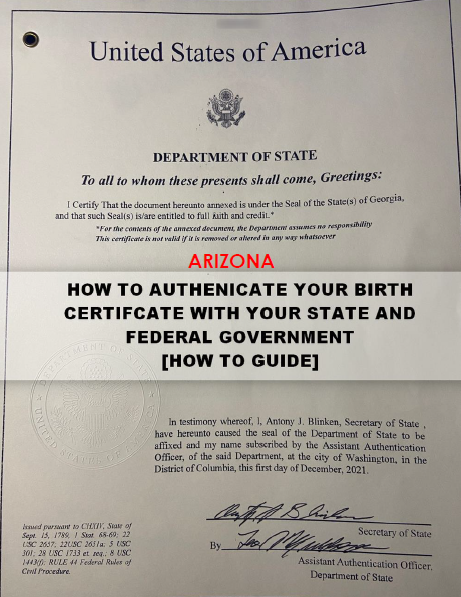 United States of America
DEPARTMENT OF STATE
To all to whom these presents shall come, Greetings:
I Certify That the document hereunto annexed is under the Seal of the State(s) of Georgia,
and that such Seal(s) is/are entitled to full faith and credit.*
*For the contents of the annexed document, the Department assumes no responsibility
This certificate is not valid if it is removed or altered in any way whatsoever
ARIZONA
HOW TO AUTHENICATE YOUR BIRTH
CERTIFCATE WITH YOUR STATE AND
FEDERAL GOVERNMENT
[HOW TO GUIDE]
In testimony whereof, I, Antony J. Blinken, Secretary of State ,
have hereunto caused the seal of the Department of State to be
affixed and my name subscribed by the Assistant Authentication
Officer, of the said Department, at the city of Washington, in the
District of Columbia, this first day of December, 2021.
Issued pursuant to CHXIV, State of
Sept. 15, 1789, 1 Stat. 68-69; 22
USC 2657; 22USC 2651a; 5 USC
301; 28 USC 1733 et. seq.; 8 USC
1443(f); RULE 44 Federal Rules of
Civil Procedure.
Secretary of State
By
Assistant Authentication Officer,
Department of State